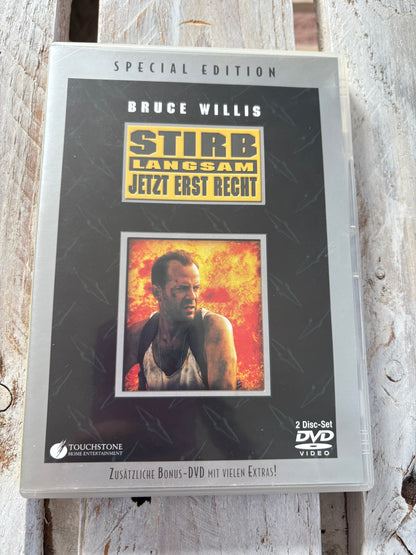 SPECIAL EDITION
BRUCE WILLIS
STIRB
LANGSAM
JETZT ERST RECHT
2 Disc-Set
DVD
VIDEO
TOUCHSTONE
HOME ENTERTAINMENT
ZUSÄTZLICHE BONUS-DVD MIT VIELEN EXTRAS!